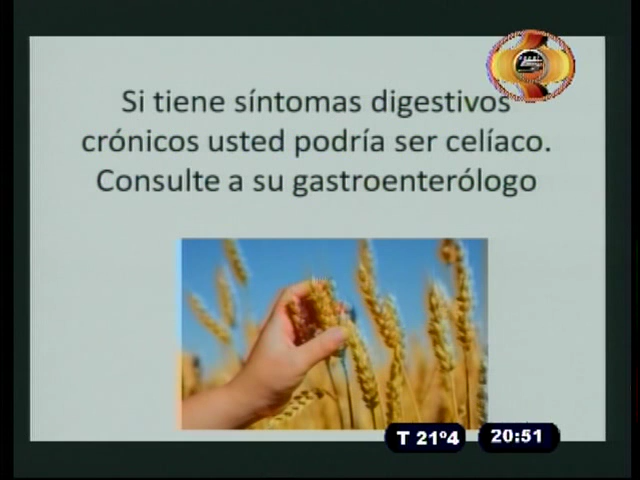 Si tiene síntomas digestivos
crónicos usted podría ser celíaco.
Consulte a su gastroenterólogo
T 21º4
20:51